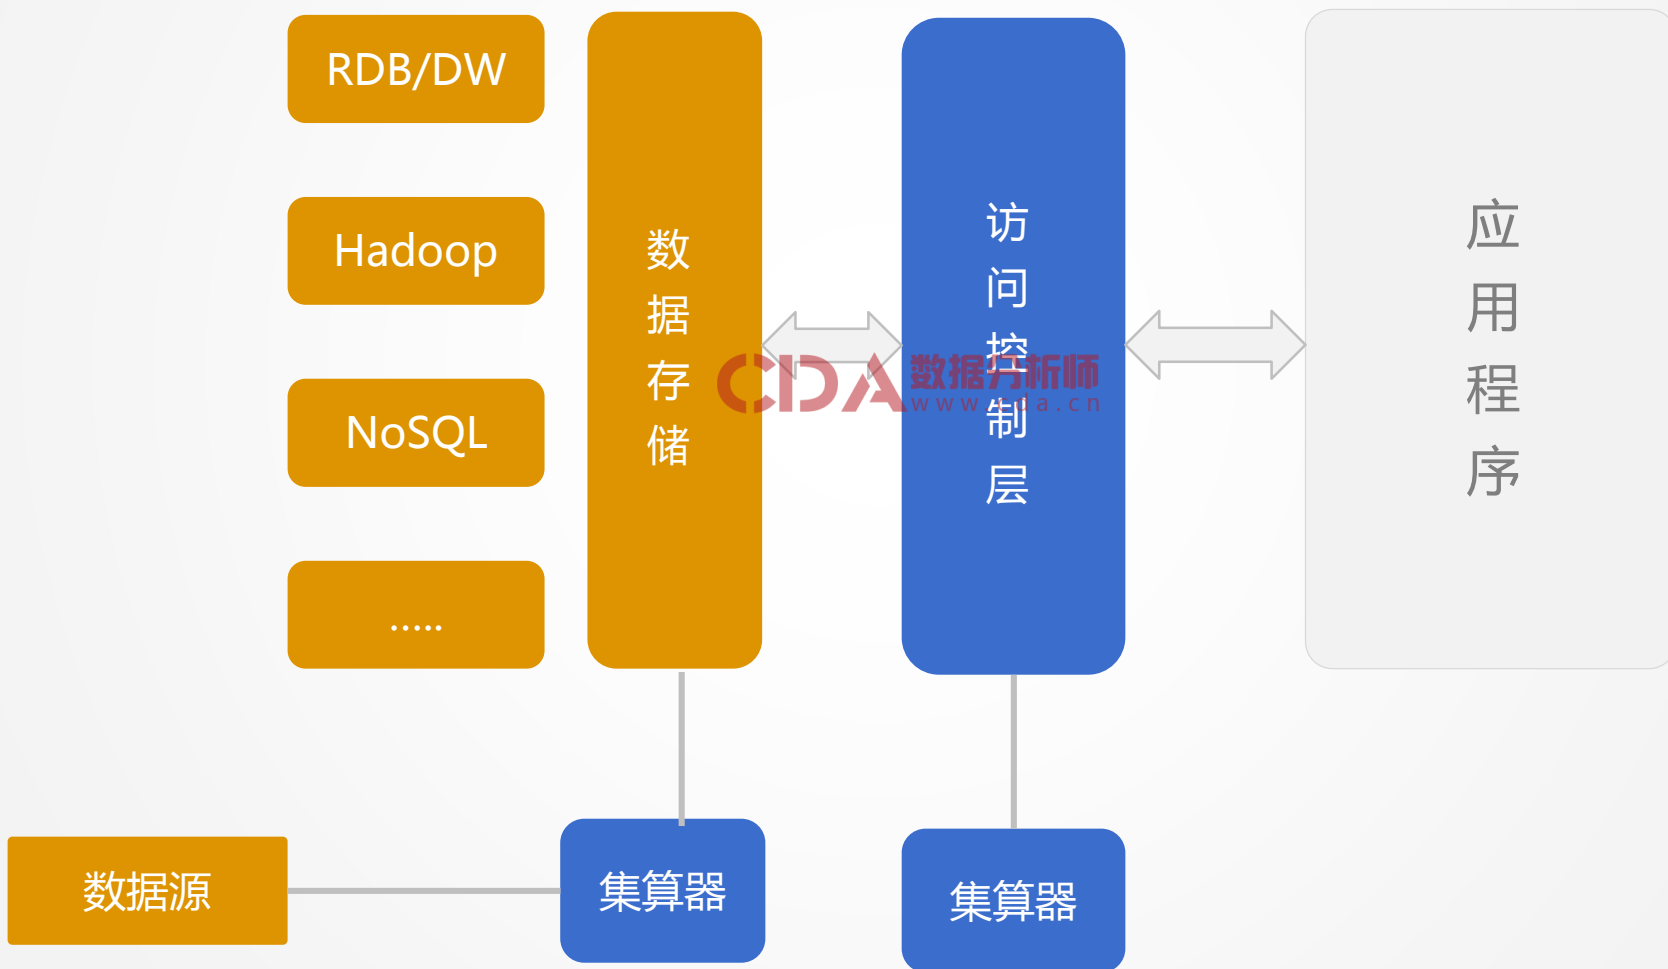 RDB/DW
Hadoop
NoSQL
.....
数据存储
访问控制层
应用程序
CDA 数据分析师
www.cda.cn
数据源
集算器
集算器